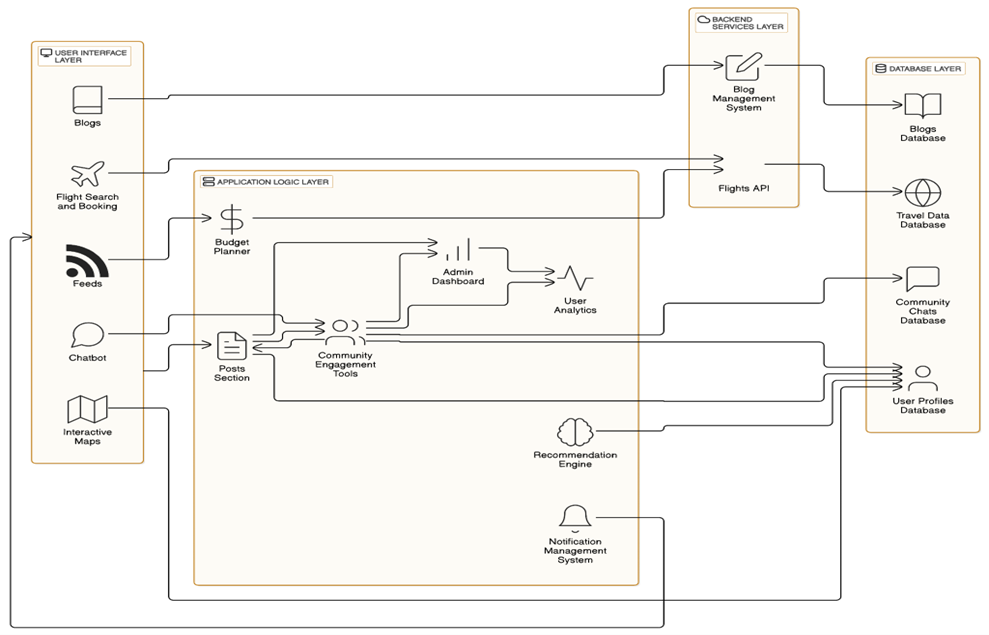 USER INTERFACE
LAYER
Blogs
Flight Search
and Booking
Feeds
Chatbot
Interactive
Maps
APPLICATION LOGIC LAYER
Budget
Planner
Admin
Dashboard
User
Analytics
Posts
Section
Community
Engagement
Tools
Recommendation
Engine
Notification
Management
System
BACKEND
SERVICES LAYER
Blog
Management
System
Flights API
DATABASE LAYER
Blogs
Database
Travel Data
Database
Community
Chats
Database
User Profiles
Database